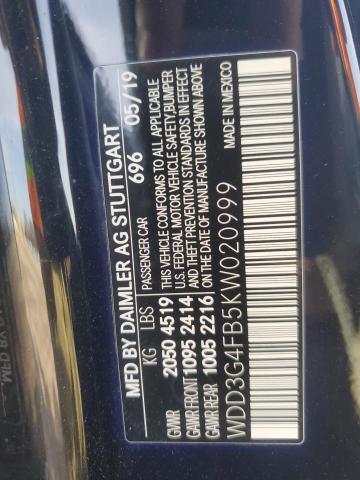 MFD BY DAIMLER AG STUTTGART
696 05/19
KG LBS PASSENGER CAR
GVWR 2050 4519 THIS VEHICLE CONFORMS TO ALL APPLICABLE
U.S. FEDERAL MOTOR VEHICLE SAFETY,BUMPER
GAWR FRONT 1095 2414 AND THEFT PREVENTION STANDARDS IN EFFECT
GAWR REAR 1005 2216 ON THE DATE OF MANUFACTURE SHOWN ABOVE
MADE IN MEXICO
WDD3G4FB5KW020999